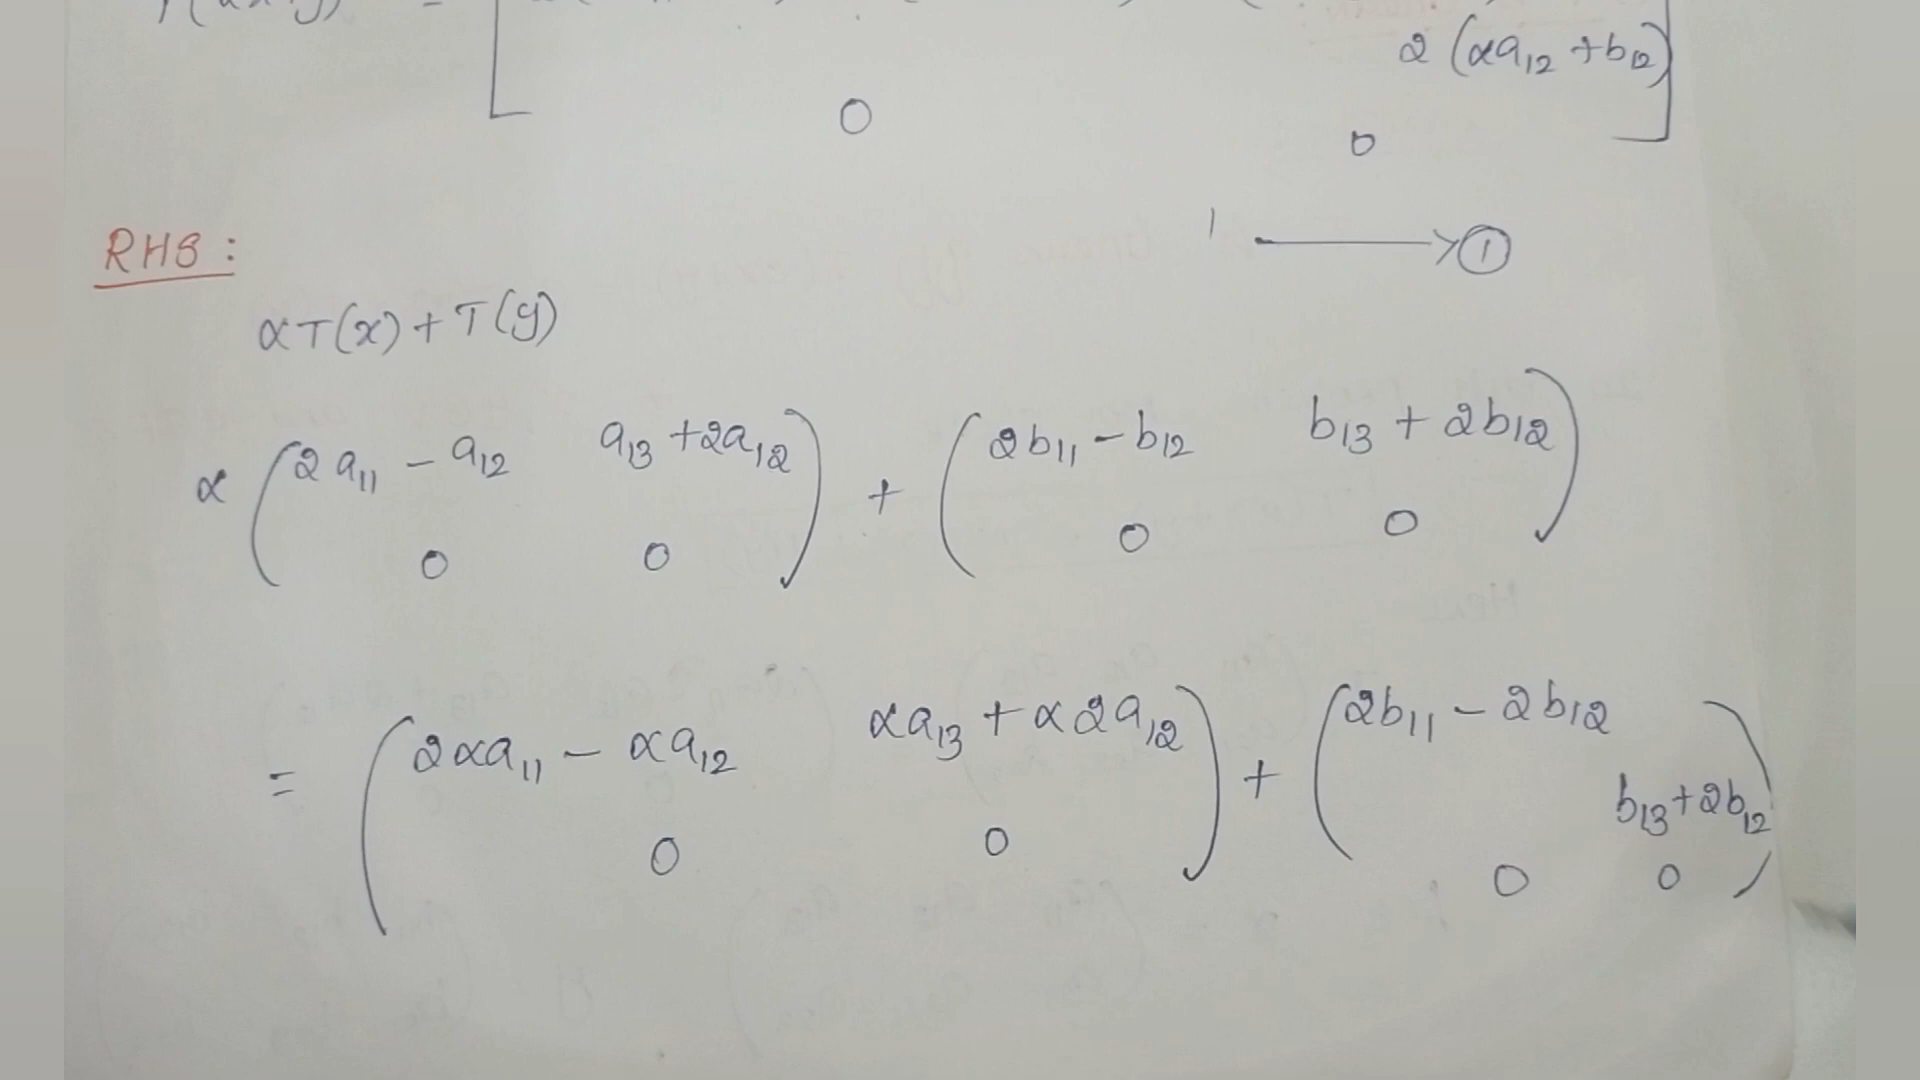 2 (αa₁₂ + b₁₂)
0 0
1 → ①
RHS :
αT(x) + T(y)
α ( 2a₁₁ − a₁₂ a₁₃ + 2a₁₂ ) + ( 2b₁₁ − b₁₂ b₁₃ + 2b₁₂ )
0 0 0 0
= ( 2αa₁₁ − αa₁₂ αa₁₃ + α2a₁₂ ) + ( 2b₁₁ − 2b₁₂
b₁₃ + 2b₁₂ )
0 0 0 0